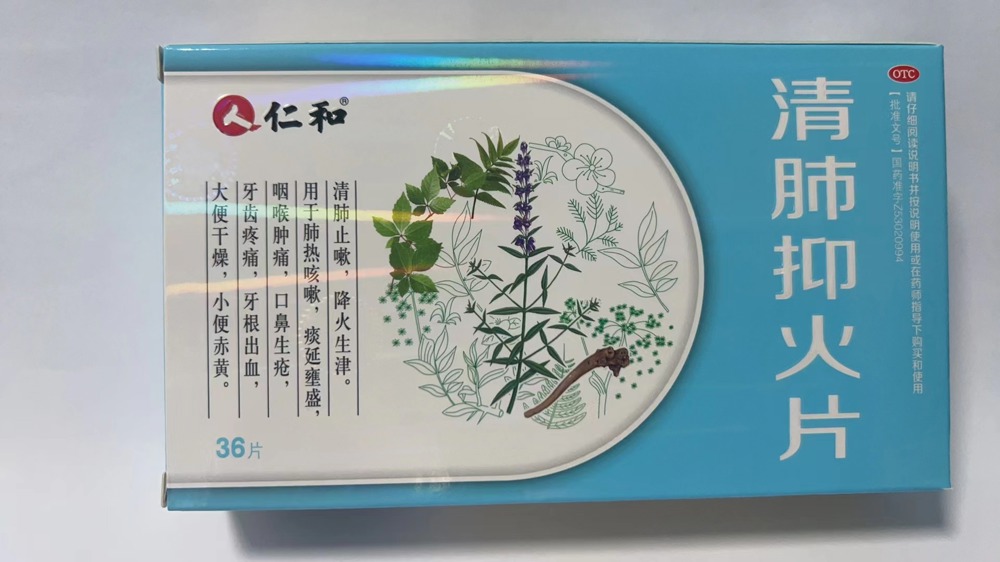 仁和®
清肺抑火片
OTC
请仔细阅读说明书并按说明使用或在药师指导下购买和使用
【批准文号】国药准字Z53020094
清肺止嗽，降火生津。
用于肺热咳嗽，痰延壅盛，
咽喉肿痛，口鼻生疮，
牙齿疼痛，牙根出血，
大便干燥，小便赤黄。
36片